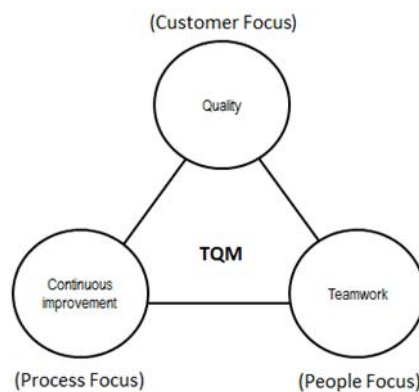 (Customer Focus)
Quality
TQM
Continuous
improvement
Teamwork
(Process Focus)
(People Focus)